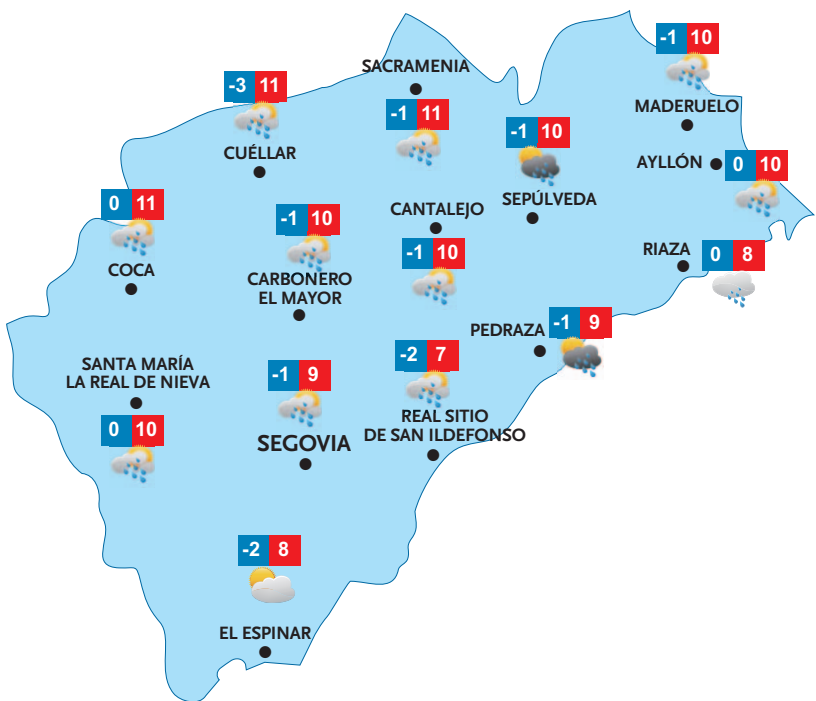 -1 10
MADERUELO
SACRAMENIA
-1 11
-3 11
CUÉLLAR
-1 10
SEPÚLVEDA
AYLLÓN
0 10
0 11
COCA
-1 10
CARBONERO
EL MAYOR
CANTALEJO
-1 10
RIAZA
0 8
PEDRAZA
-1 9
SANTA MARÍA
LA REAL DE NIEVA
0 10
-1 9
SEGOVIA
-2 7
REAL SITIO
DE SAN ILDEFONSO
-2 8
EL ESPINAR